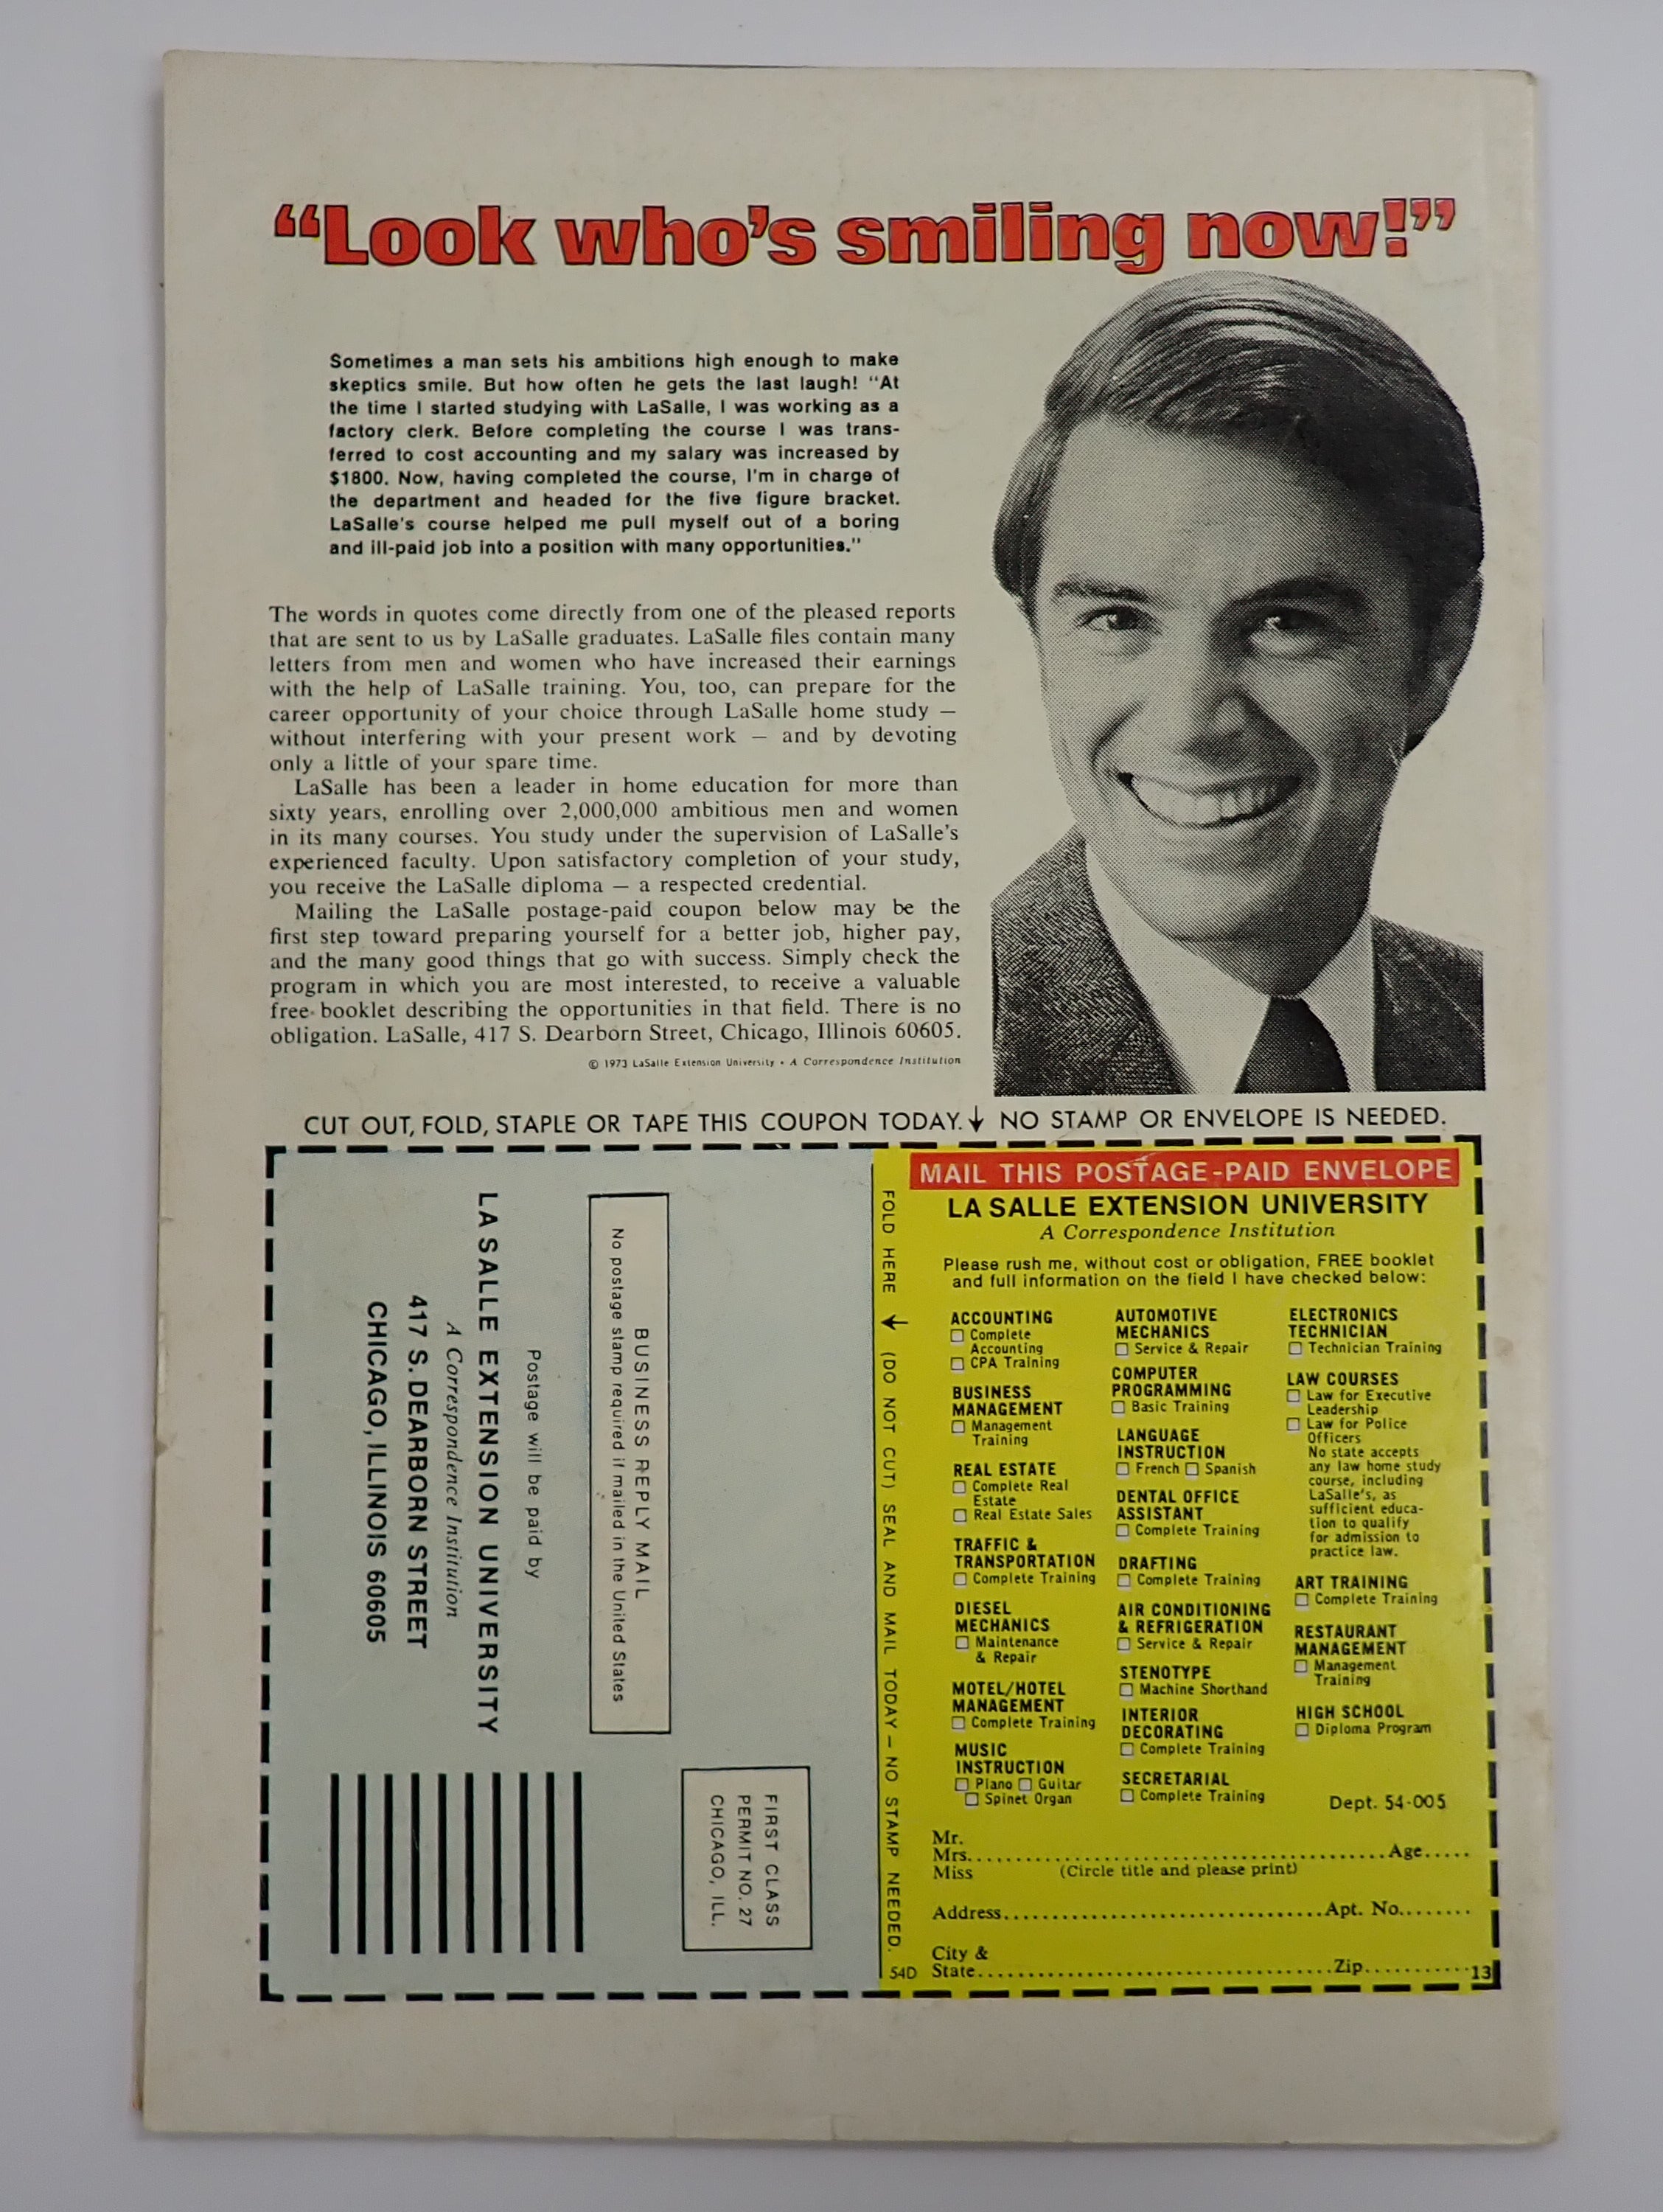 “Look who's smiling now!”
Sometimes a man sets his ambitions high enough to make
skeptics smile. But how often he gets the last laugh! “At
the time I started studying with LaSalle, I was working as a
factory clerk. Before completing the course I was trans-
ferred to cost accounting and my salary was increased by
$1800. Now, having completed the course, I'm in charge of
the department and headed for the five figure bracket.
LaSalle's course helped me pull myself out of a boring
and ill-paid job into a position with many opportunities.”
The words in quotes come directly from one of the pleased reports
that are sent to us by LaSalle graduates. LaSalle files contain many
letters from men and women who have increased their earnings
with the help of LaSalle training. You, too, can prepare for the
career opportunity of your choice through LaSalle home study —
without interfering with your present work — and by devoting
only a little of your spare time.
LaSalle has been a leader in home education for more than
sixty years, enrolling over 2,000,000 ambitious men and women
in its many courses. You study under the supervision of LaSalle's
experienced faculty. Upon satisfactory completion of your study,
you receive the LaSalle diploma — a respected credential.
Mailing the LaSalle postage-paid coupon below may be the
first step toward preparing yourself for a better job, higher pay,
and the many good things that go with success. Simply check the
program in which you are most interested, to receive a valuable
free booklet describing the opportunities in that field. There is no
obligation. LaSalle, 417 S. Dearborn Street, Chicago, Illinois 60605.
© 1973 LaSalle Extension University • A Correspondence Institution
CUT OUT, FOLD, STAPLE OR TAPE THIS COUPON TODAY.↓ NO STAMP OR ENVELOPE IS NEEDED.
FIRST CLASS
PERMIT NO. 27
CHICAGO, ILL.
BUSINESS REPLY MAIL
No postage stamp required if mailed in the United States
Postage will be paid by
LA SALLE EXTENSION UNIVERSITY
A Correspondence Institution
417 S. DEARBORN STREET
CHICAGO, ILLINOIS 60605
FOLD HERE ↓ (DO NOT CUT) SEAL AND MAIL TODAY — NO STAMP NEEDED.
54D
MAIL THIS POSTAGE-PAID ENVELOPE
LA SALLE EXTENSION UNIVERSITY
A Correspondence Institution
Please rush me, without cost or obligation, FREE booklet
and full information on the field I have checked below:
ACCOUNTING
☐ Complete
Accounting
☐ CPA Training
BUSINESS
MANAGEMENT
☐ Management
Training
REAL ESTATE
☐ Complete Real
Estate
☐ Real Estate Sales
TRAFFIC &
TRANSPORTATION
☐ Complete Training
DIESEL
MECHANICS
☐ Maintenance
& Repair
MOTEL/HOTEL
MANAGEMENT
☐ Complete Training
MUSIC
INSTRUCTION
☐ Piano ☐ Guitar
☐ Spinet Organ
AUTOMOTIVE
MECHANICS
☐ Service & Repair
COMPUTER
PROGRAMMING
☐ Basic Training
LANGUAGE
INSTRUCTION
☐ French ☐ Spanish
DENTAL OFFICE
ASSISTANT
☐ Complete Training
DRAFTING
☐ Complete Training
AIR CONDITIONING
& REFRIGERATION
☐ Service & Repair
STENOTYPE
☐ Machine Shorthand
INTERIOR
DECORATING
☐ Complete Training
SECRETARIAL
☐ Complete Training
ELECTRONICS
TECHNICIAN
☐ Technician Training
LAW COURSES
☐ Law for Executive
Leadership
☐ Law for Police
Officers
No state accepts
any law home study
course, including
LaSalle's, as
sufficient educa-
tion to qualify
for admission to
practice law.
ART TRAINING
☐ Complete Training
RESTAURANT
MANAGEMENT
☐ Management
Training
HIGH SCHOOL
☐ Diploma Program
Dept. 54-005
Mr.
Mrs. Age
Miss (Circle title and please print)
Address Apt. No.
City &
State Zip 13